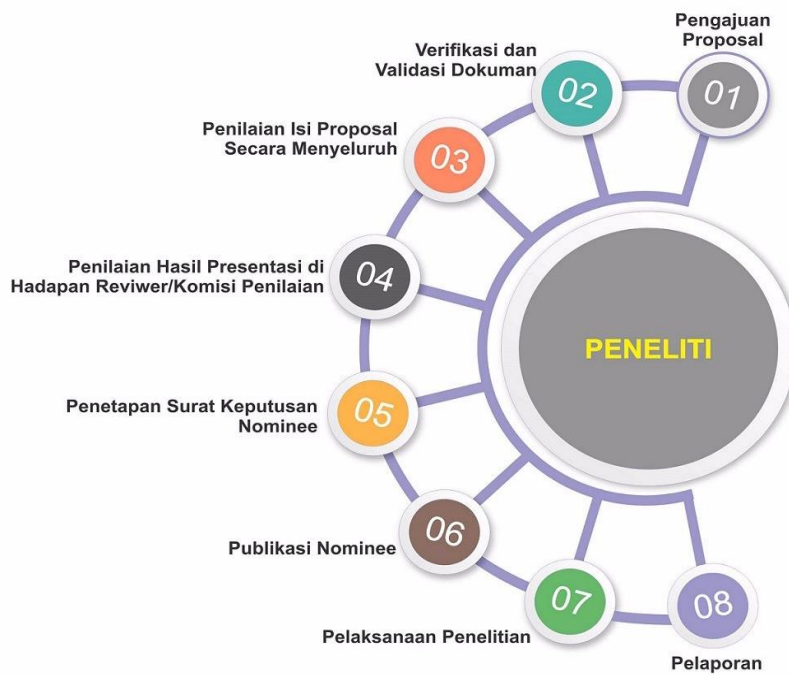 Pengajuan
Proposal
01
Verifikasi dan
Validasi Dokuman
02
Penilaian Isi Proposal
Secara Menyeluruh
03
Penilaian Hasil Presentasi di
Hadapan Reviwer/Komisi Penilaian
04
Penetapan Surat Keputusan
Nominee
05
Publikasi Nominee
06
Pelaksanaan Penelitian
07
Pelaporan
08
PENELITI